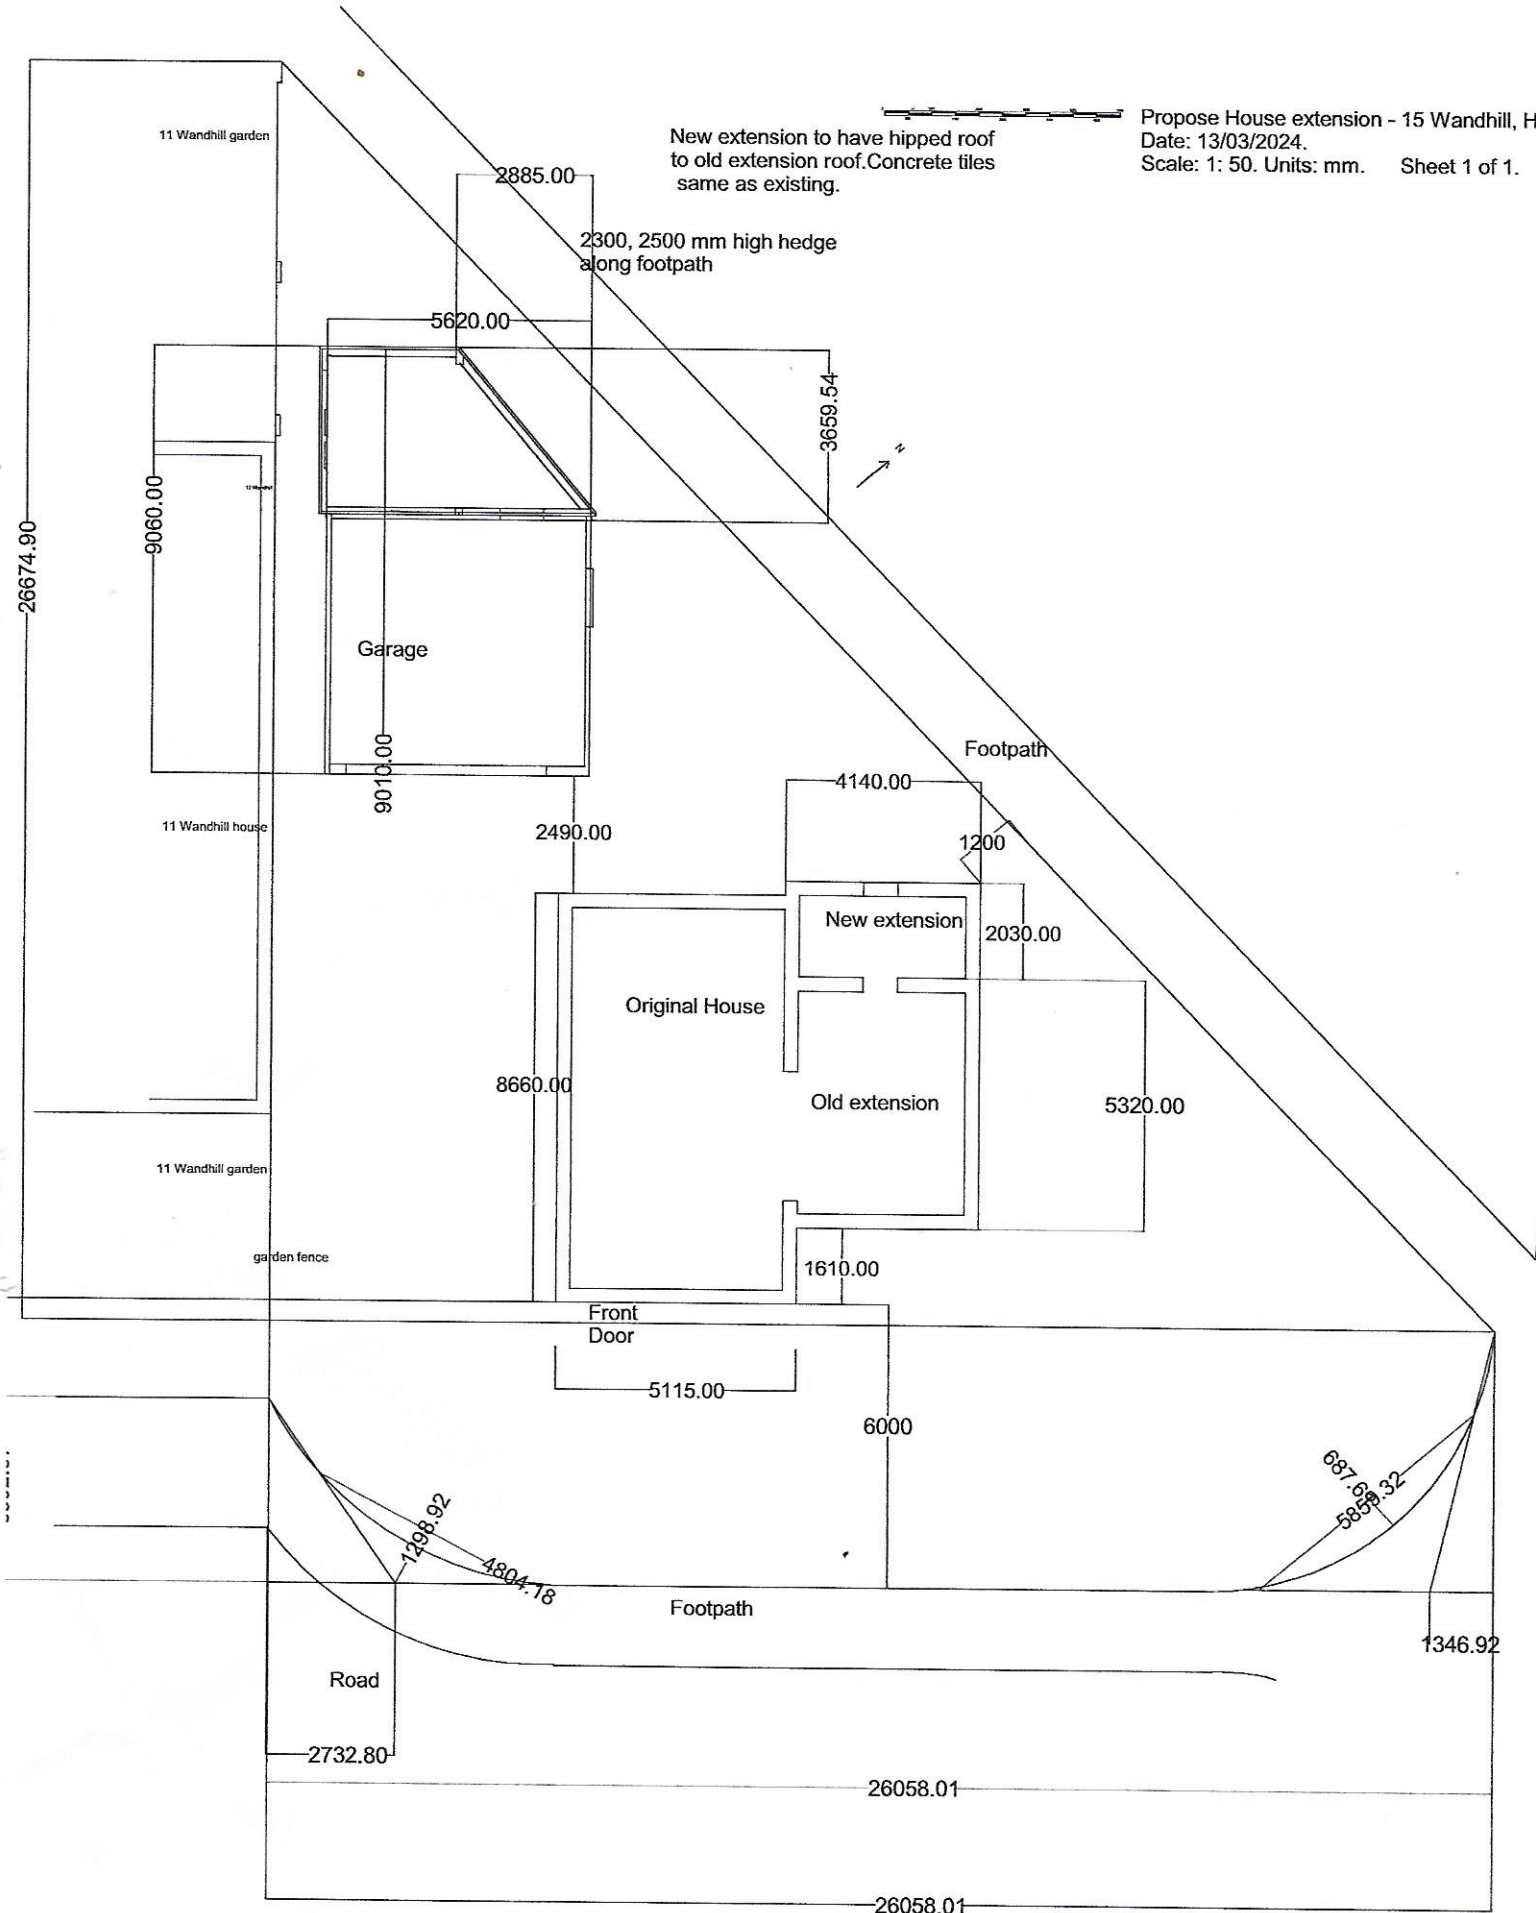 11 Wandhill garden
New extension to have hipped roof
to old extension roof.Concrete tiles
same as existing.
Propose House extension - 15 Wandhill, H
Date: 13/03/2024.
Scale: 1: 50. Units: mm.
Sheet 1 of 1.
2885.00
2300, 2500 mm high hedge
along footpath
5620.00
3659.54
N
9060.00
26674.90
Garage
9010.00
Footpath
4140.00
11 Wandhill house
2490.00
1200
New extension
2030.00
Original House
8660.00
Old extension
5320.00
11 Wandhill garden
garden fence
1610.00
Front
Door
5115.00
6000
5859.32
1298.92
4804.18
Footpath
1346.92
Road
2732.80
26058.01
26058.01